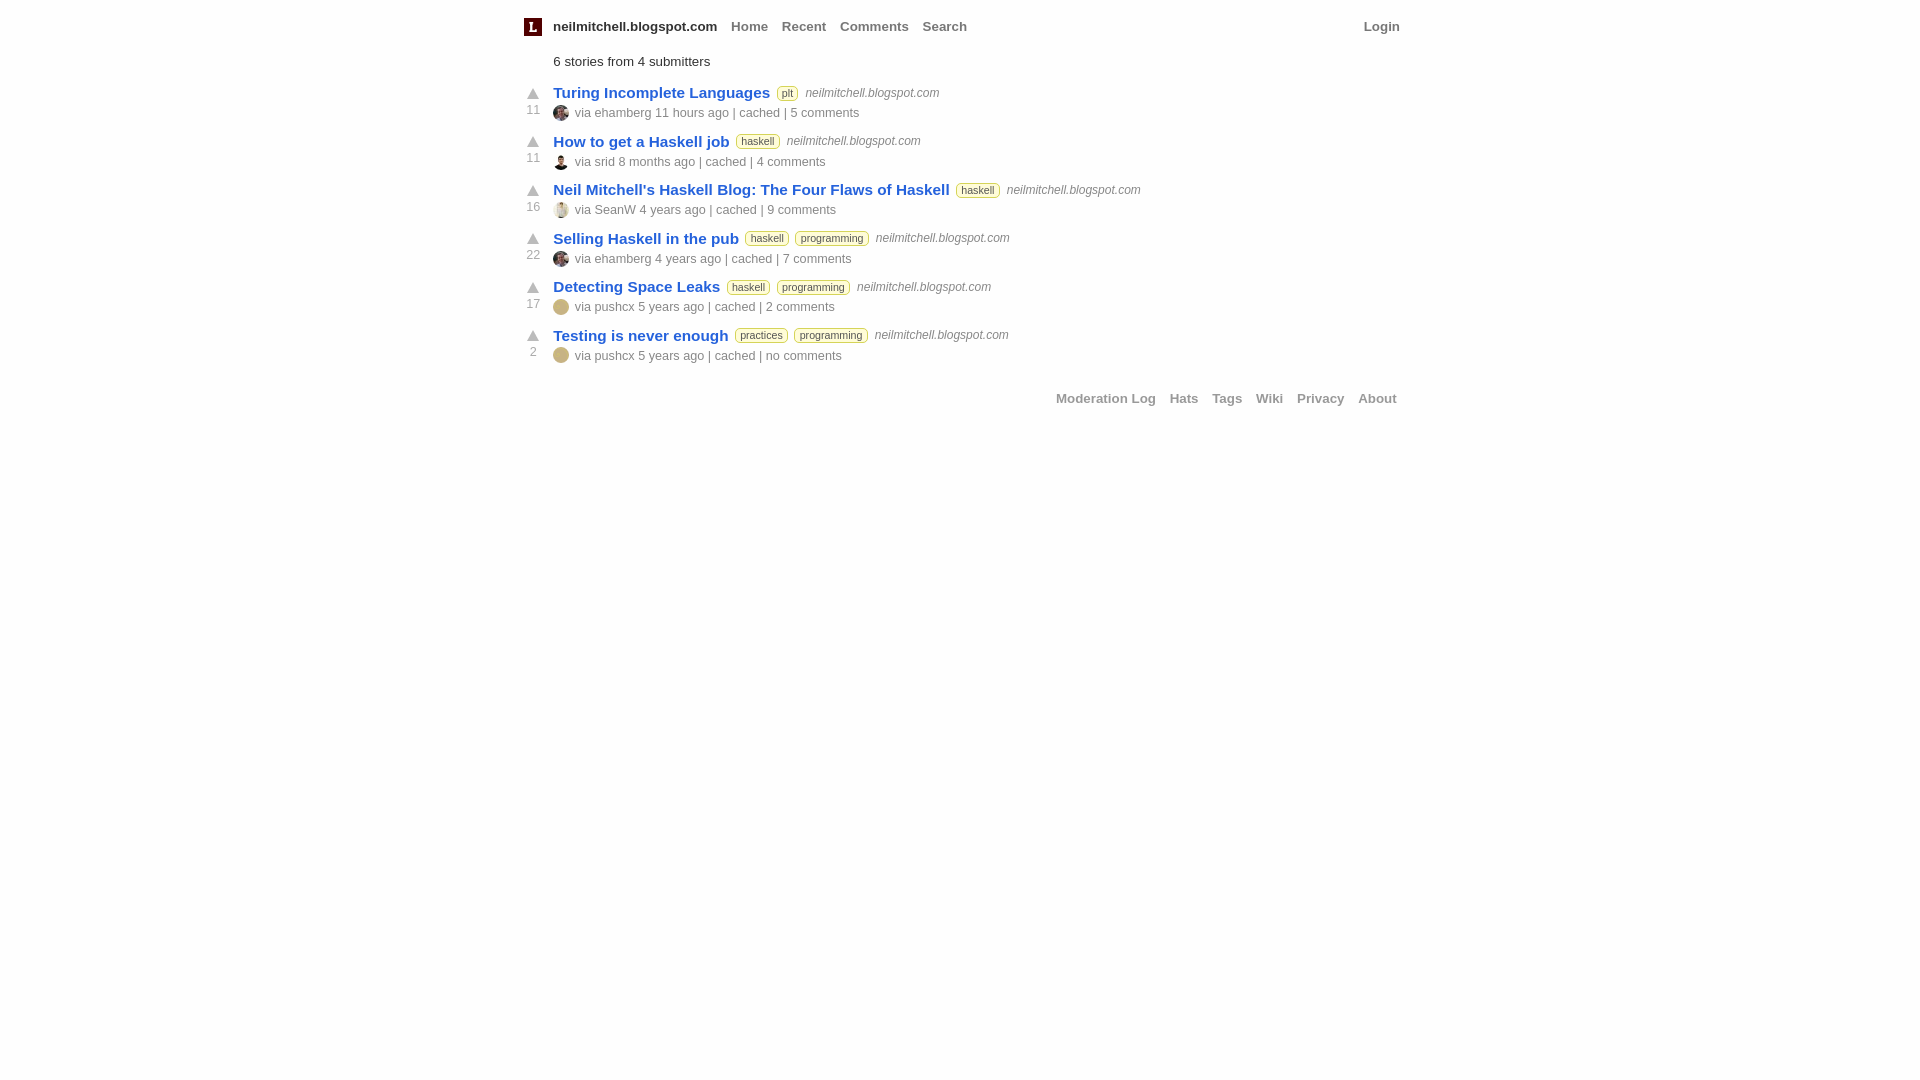 L neilmitchell.blogspot.com Home Recent Comments Search Login
6 stories from 4 submitters
Turing Incomplete Languages plt neilmitchell.blogspot.com
11 via ehamberg 11 hours ago | cached | 5 comments
How to get a Haskell job haskell neilmitchell.blogspot.com
11 via srid 8 months ago | cached | 4 comments
Neil Mitchell's Haskell Blog: The Four Flaws of Haskell haskell neilmitchell.blogspot.com
16 via SeanW 4 years ago | cached | 9 comments
Selling Haskell in the pub haskell programming neilmitchell.blogspot.com
22 via ehamberg 4 years ago | cached | 7 comments
Detecting Space Leaks haskell programming neilmitchell.blogspot.com
17 via pushcx 5 years ago | cached | 2 comments
Testing is never enough practices programming neilmitchell.blogspot.com
2 via pushcx 5 years ago | cached | no comments
Moderation Log Hats Tags Wiki Privacy About